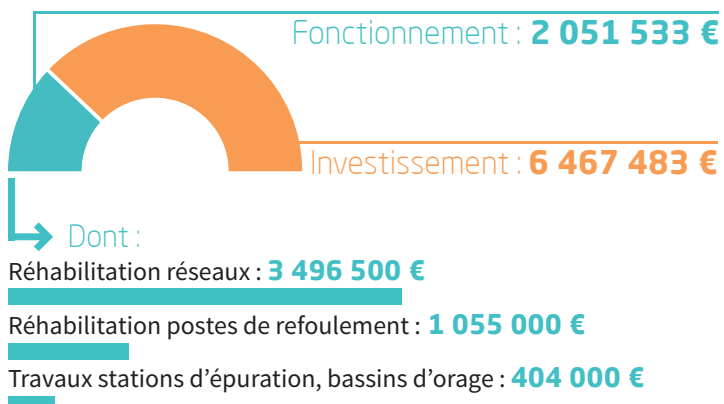 Fonctionnement : 2 051 533 €
Investissement : 6 467 483 €
Dont :
Réhabilitation réseaux : 3 496 500 €
Réhabilitation postes de refoulement : 1 055 000 €
Travaux stations d'épuration, bassins d'orage : 404 000 €